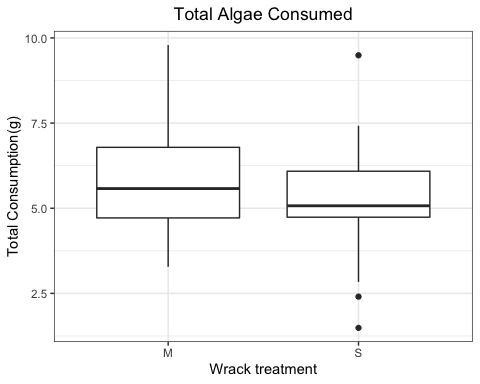 Total Algae Consumed
Total Consumption(g)
10.0
7.5
5.0
2.5
M
S
Wrack treatment